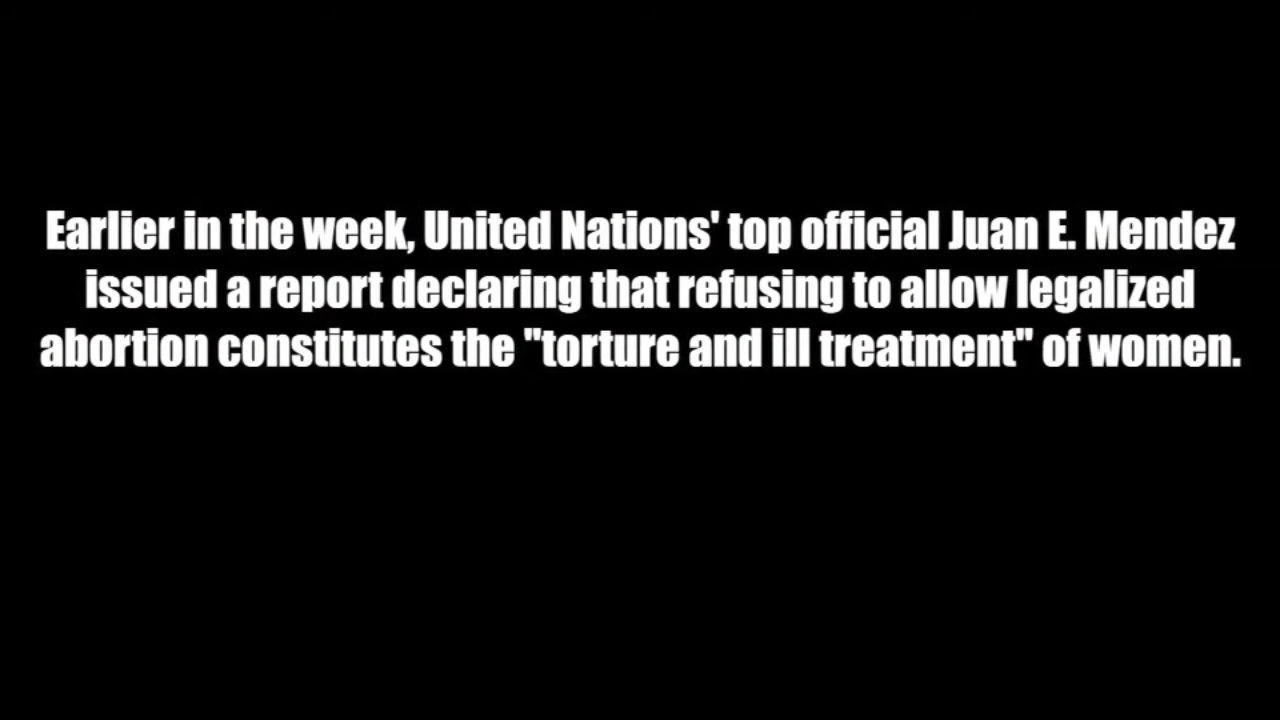 Earlier in the week, United Nations' top official Juan E. Mendez
issued a report declaring that refusing to allow legalized
abortion constitutes the "torture and ill treatment" of women.